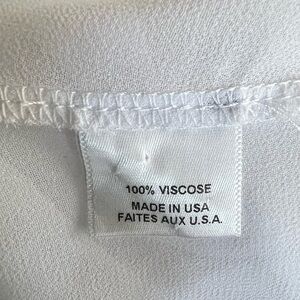 100% VISCOSE
MADE IN USA
FAITES AUX U.S.A.